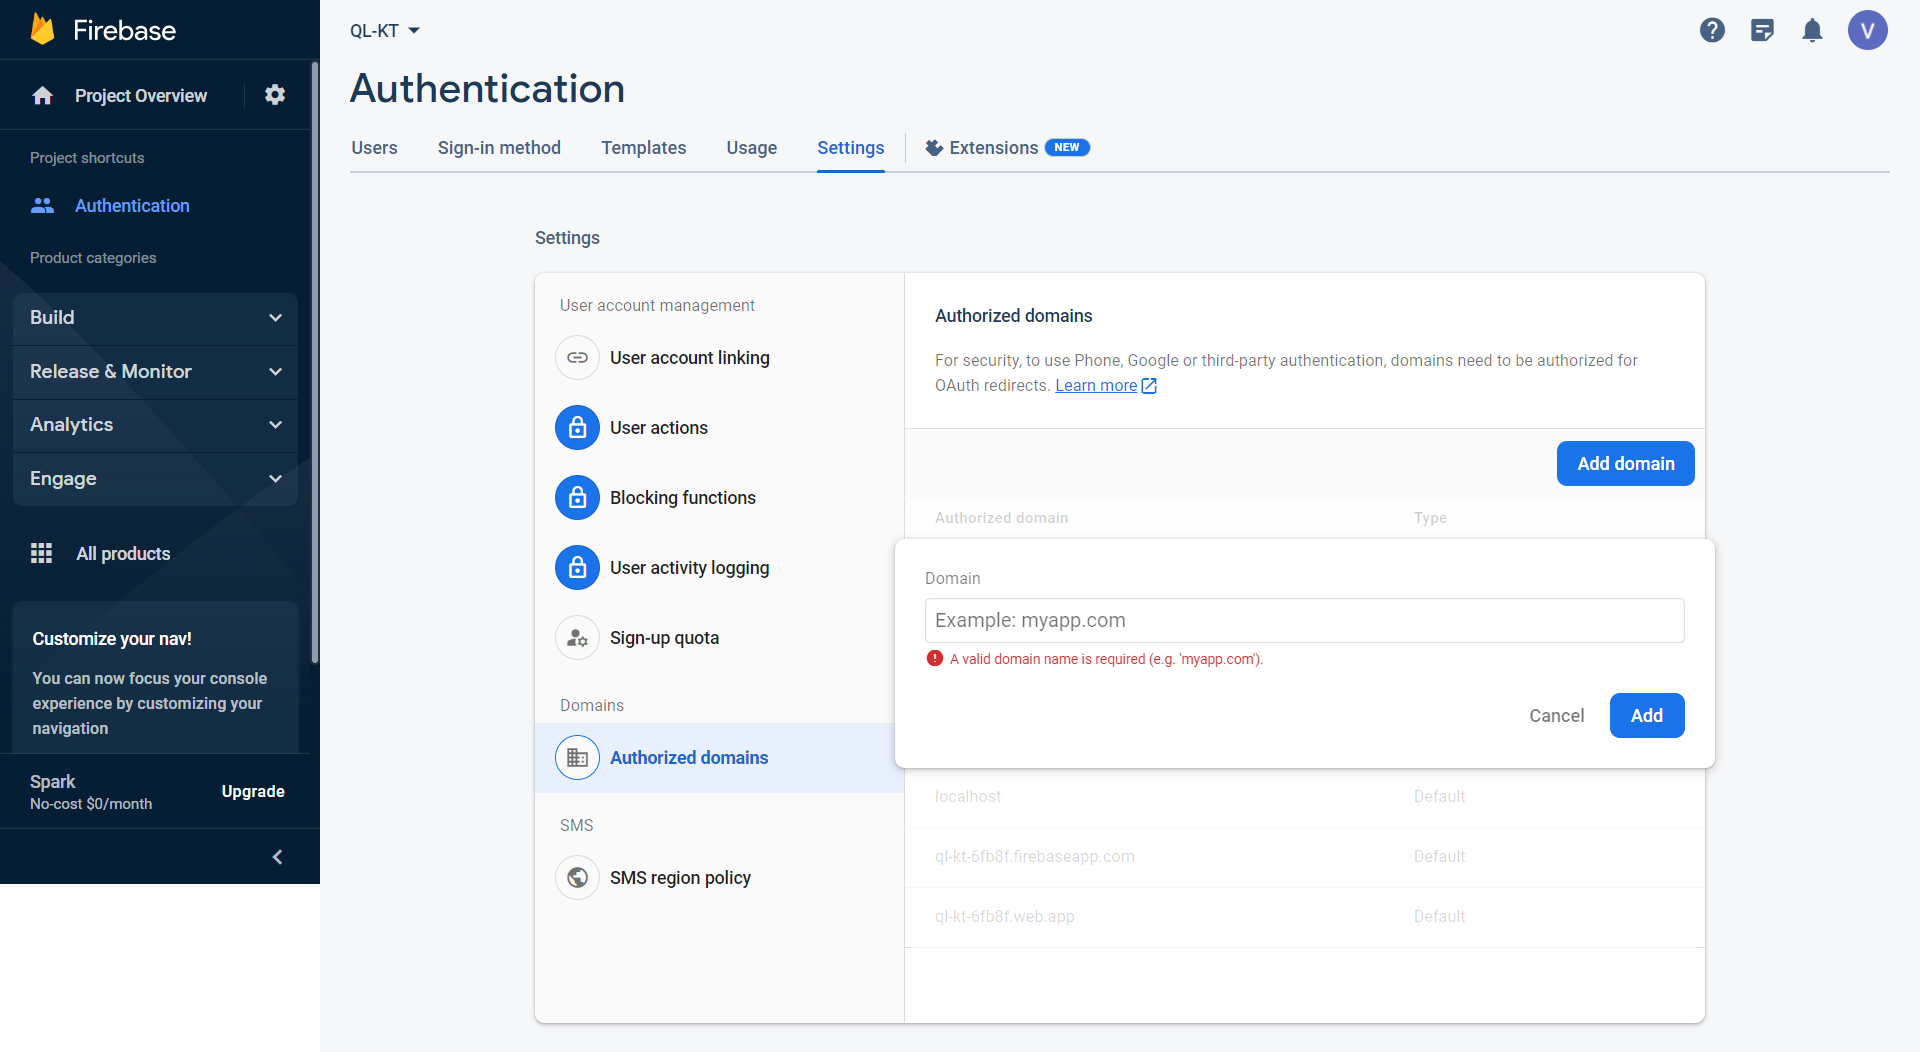 Firebase
Project Overview
Project shortcuts
Authentication
Product categories
Build
Release & Monitor
Analytics
Engage
All products
Customize your nav!
You can now focus your console
experience by customizing your
navigation
Spark
No-cost $0/month
Upgrade
QL-KT
V
Authentication
Users
Sign-in method
Templates
Usage
Settings
Extensions
NEW
Settings
User account management
User account linking
User actions
Blocking functions
User activity logging
Sign-up quota
Domains
Authorized domains
SMS
SMS region policy
Authorized domains
For security, to use Phone, Google or third-party authentication, domains need to be authorized for
OAuth redirects. Learn more
Add domain
Authorized domain Type
Domain
Example: myapp.com
A valid domain name is required (e.g. 'myapp.com').
Cancel
Add
localhost Default
ql-kt-6fb8f.firebaseapp.com Default
ql-kt-6fb8f.web.app Default